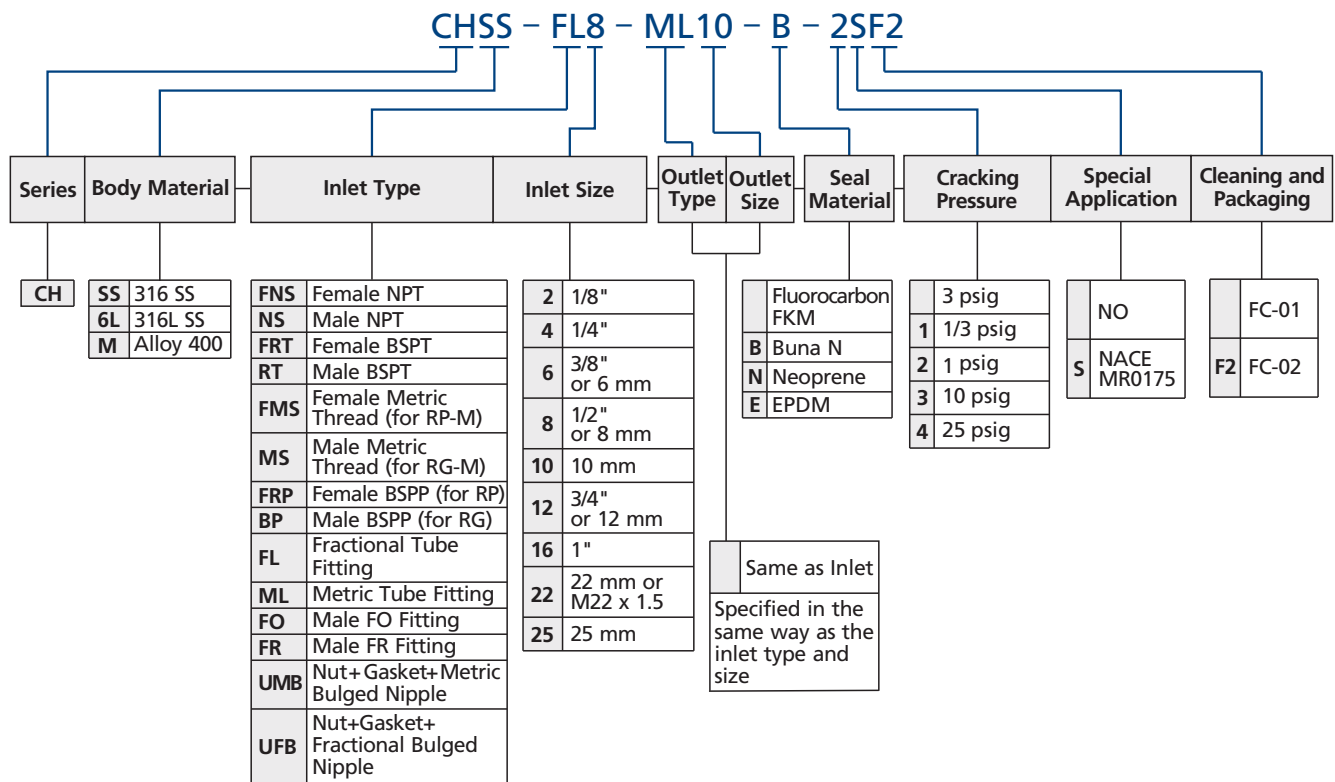 CHSS – FL8 – ML10 – B – 2SF2
Series
Body Material
Inlet Type
Inlet Size
Outlet
Type
Outlet
Size
Seal
Material
Cracking
Pressure
Special
Application
Cleaning and
Packaging
CH
SS 316 SS
6L 316L SS
M Alloy 400
FNS Female NPT
NS Male NPT
FRT Female BSPT
RT Male BSPT
FMS Female Metric
Thread (for RP-M)
MS Male Metric
Thread (for RG-M)
FRP Female BSPP (for RP)
BP Male BSPP (for RG)
FL Fractional Tube
Fitting
ML Metric Tube Fitting
FO Male FO Fitting
FR Male FR Fitting
UMB Nut+Gasket+Metric
Bulged Nipple
UFB Nut+Gasket+
Fractional Bulged
Nipple
2 1/8"
4 1/4"
6 3/8"
or 6 mm
8 1/2"
or 8 mm
10 10 mm
12 3/4"
or 12 mm
16 1"
22 22 mm or
M22 x 1.5
25 25 mm
Same as Inlet
Specified in the
same way as the
inlet type and
size
Fluorocarbon
FKM
B Buna N
N Neoprene
E EPDM
3 psig
1 1/3 psig
2 1 psig
3 10 psig
4 25 psig
NO
S NACE
MR0175
FC-01
F2 FC-02